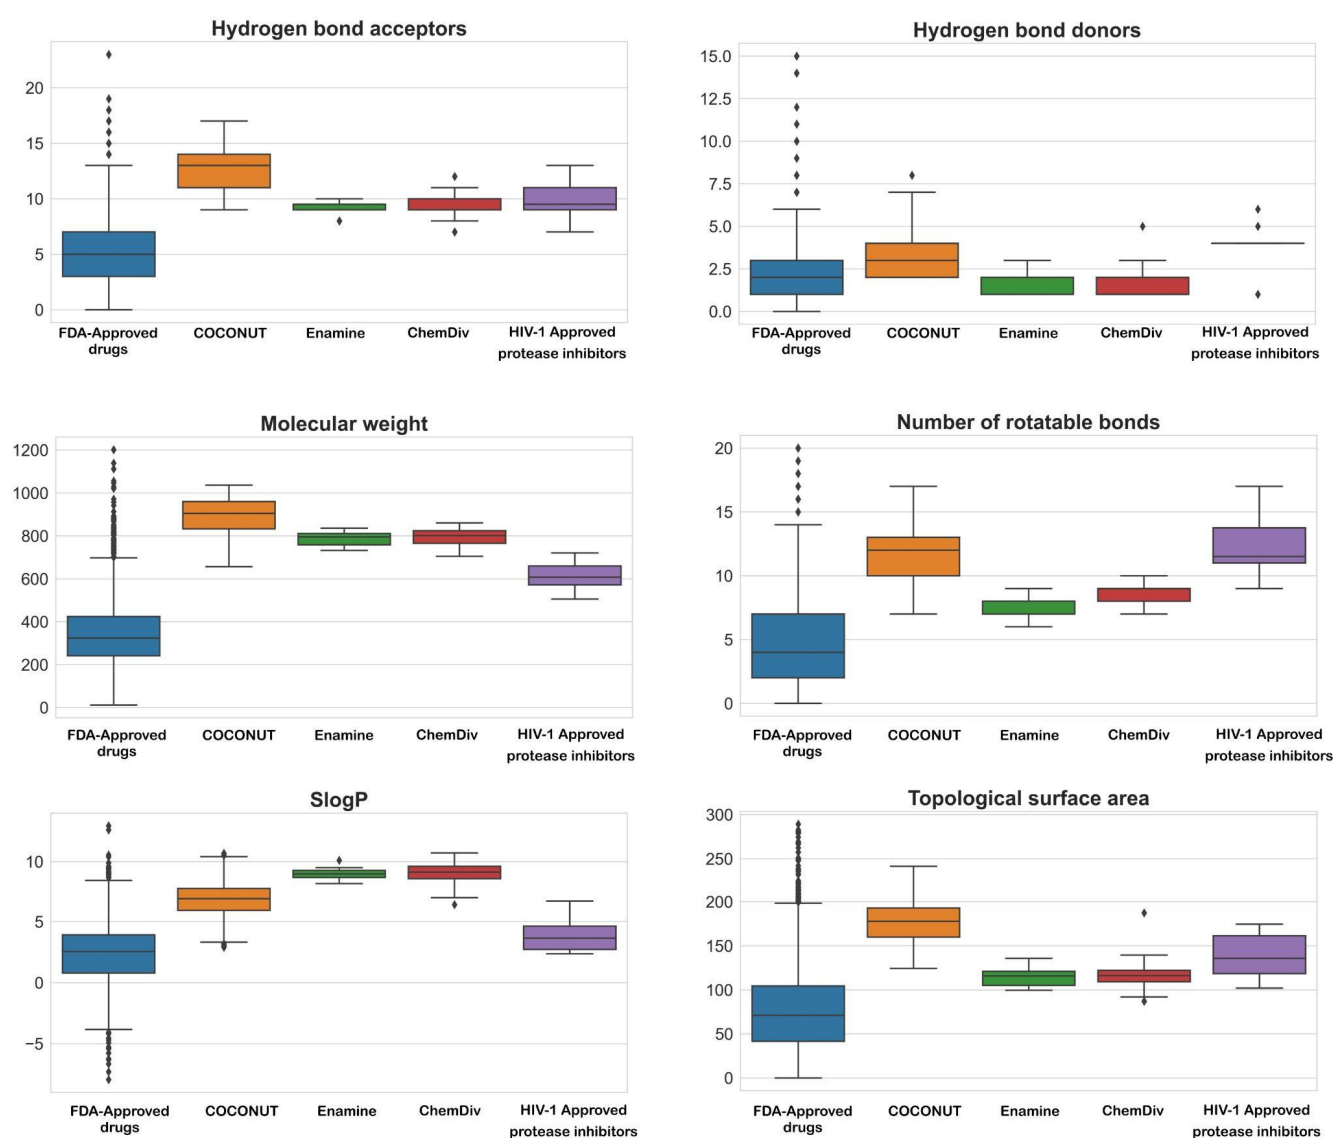 Hydrogen bond acceptors
20
15
10
5
0
FDA-Approved drugs
COCONUT
Enamine
ChemDiv
HIV-1 Approved protease inhibitors
Hydrogen bond donors
15.0
12.5
10.0
7.5
5.0
2.5
0.0
FDA-Approved drugs
COCONUT
Enamine
ChemDiv
HIV-1 Approved protease inhibitors
Molecular weight
1200
1000
800
600
400
200
0
FDA-Approved drugs
COCONUT
Enamine
ChemDiv
HIV-1 Approved protease inhibitors
Number of rotatable bonds
20
15
10
5
0
FDA-Approved drugs
COCONUT
Enamine
ChemDiv
HIV-1 Approved protease inhibitors
SlogP
10
5
0
−5
FDA-Approved drugs
COCONUT
Enamine
ChemDiv
HIV-1 Approved protease inhibitors
Topological surface area
300
250
200
150
100
50
0
FDA-Approved drugs
COCONUT
Enamine
ChemDiv
HIV-1 Approved protease inhibitors